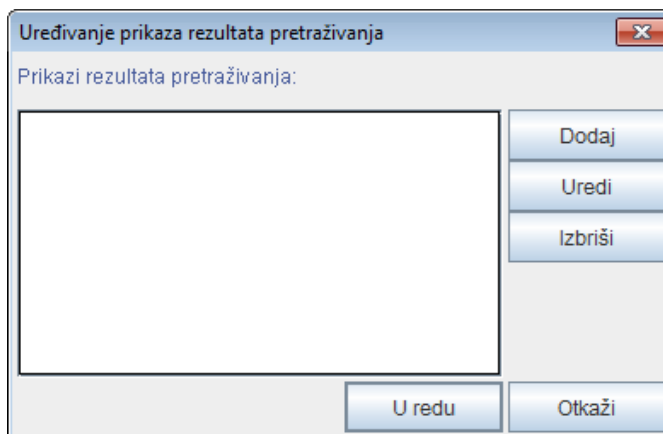 Uređivanje prikaza rezultata pretraživanja
Prikazi rezultata pretraživanja:
Dodaj
Uredi
Izbriši
U redu
Otkaži